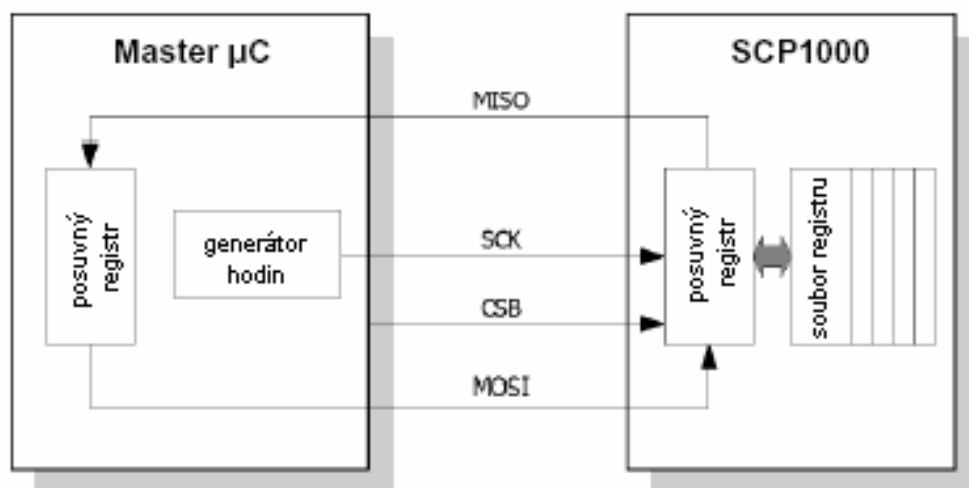 Master µC
SCP1000
MISO
posuvný
registr
generátor
hodin
SCK
CSB
MOSI
posuvný
registr
soubor registru